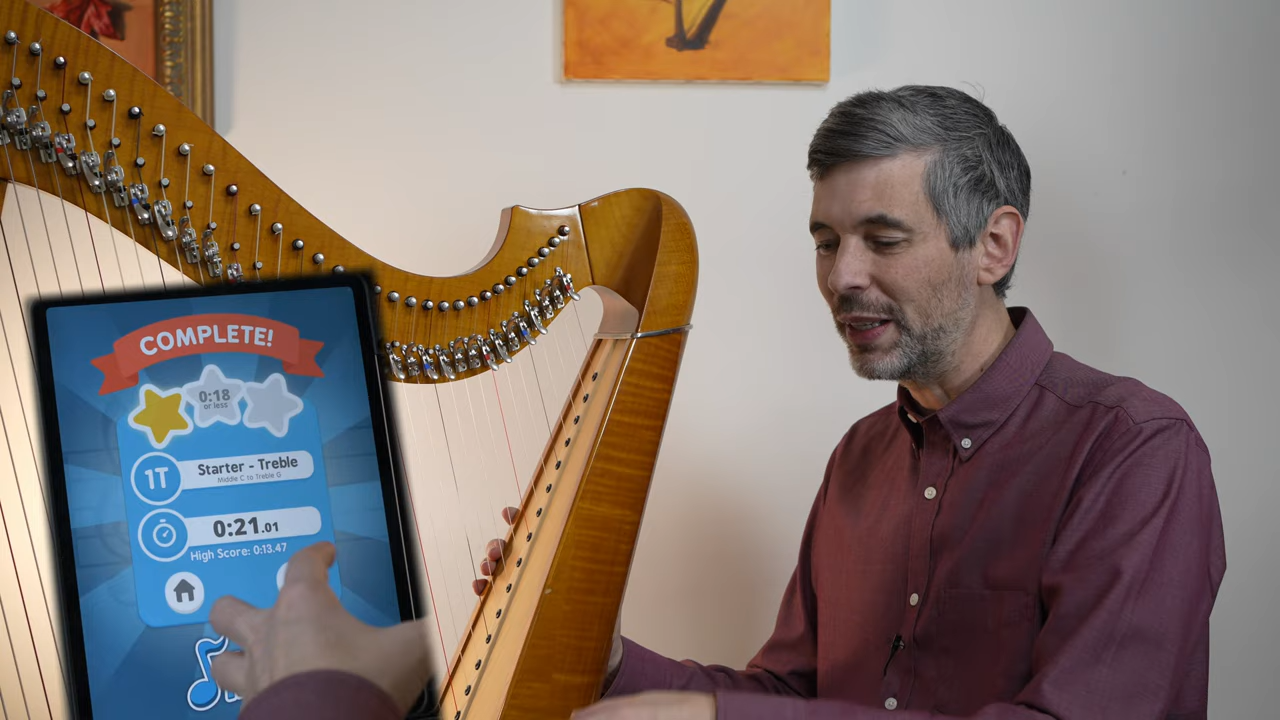 COMPLETE!
0:18
or less
1T
Starter - Treble
Middle C to Treble G
0:21.01
High Score: 0:13.47